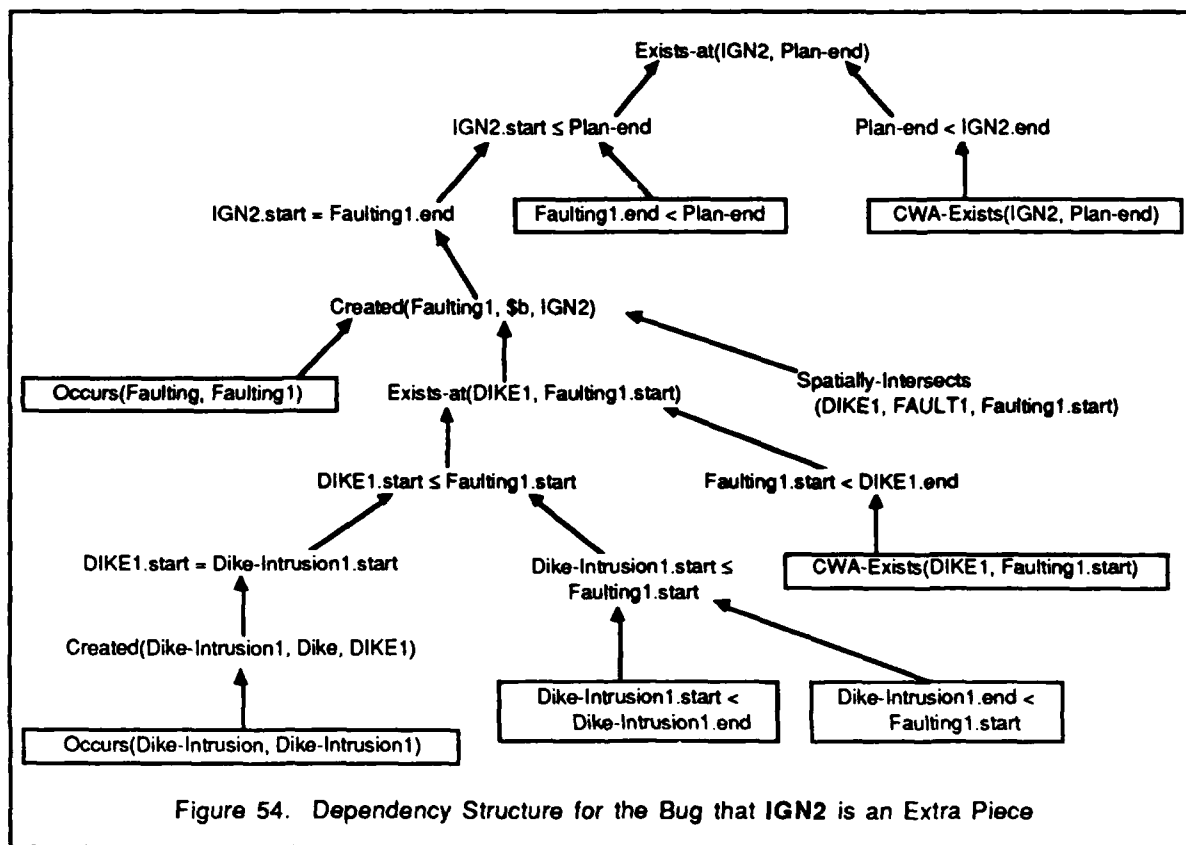 Exists-at(IGN2, Plan-end)
IGN2.start ≤ Plan-end
Plan-end < IGN2.end
IGN2.start = Faulting1.end
Faulting1.end < Plan-end
CWA-Exists(IGN2, Plan-end)
Created(Faulting1, $b, IGN2)
Occurs(Faulting, Faulting1)
Exists-at(DIKE1, Faulting1.start)
Spatially-Intersects
(DIKE1, FAULT1, Faulting1.start)
DIKE1.start ≤ Faulting1.start
Faulting1.start < DIKE1.end
DIKE1.start = Dike-Intrusion1.start
Dike-Intrusion1.start ≤
Faulting1.start
CWA-Exists(DIKE1, Faulting1.start)
Created(Dike-Intrusion1, Dike, DIKE1)
Dike-Intrusion1.start <
Dike-Intrusion1.end
Dike-Intrusion1.end <
Faulting1.start
Occurs(Dike-Intrusion, Dike-Intrusion1)
Figure 54. Dependency Structure for the Bug that IGN2 is an Extra Piece